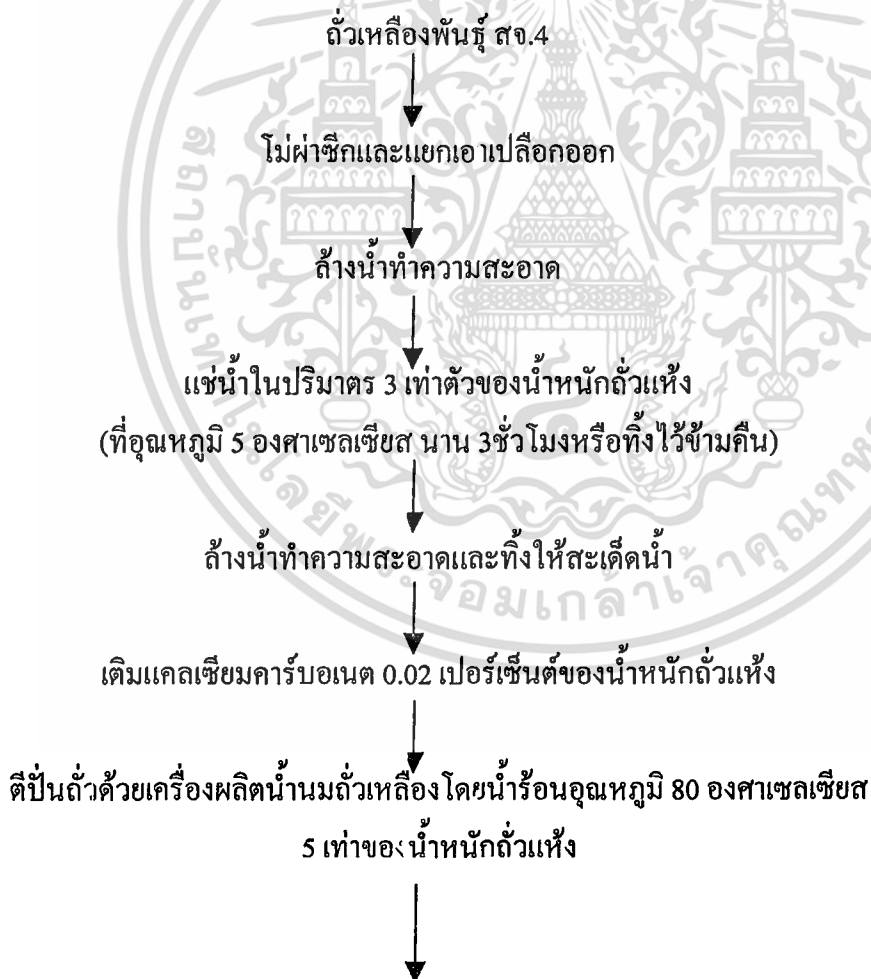 ถั่วเหลืองพันธุ์ สจ.4
โม่ผ่าซีกและแยกเอาเปลือกออก
ล้างน้ำทำความสะอาด
แช่น้ำในปริมาตร 3 เท่าตัวของน้ำหนักถั่วแห้ง
(ที่อุณหภูมิ 5 องศาเซลเซียส นาน 3ชั่วโมงหรือทิ้งไว้ข้ามคืน)
ล้างน้ำทำความสะอาดและทิ้งให้สะเด็ดน้ำ
เติมแคลเซียมคาร์บอเนต 0.02 เปอร์เซ็นต์ของน้ำหนักถั่วแห้ง
ตีปั่นถั่วด้วยเครื่องผลิตน้ำนมถั่วเหลืองโดยน้ำร้อนอุณหภูมิ 80 องศาเซลเซียส
5 เท่าของน้ำหนักถั่วแห้ง